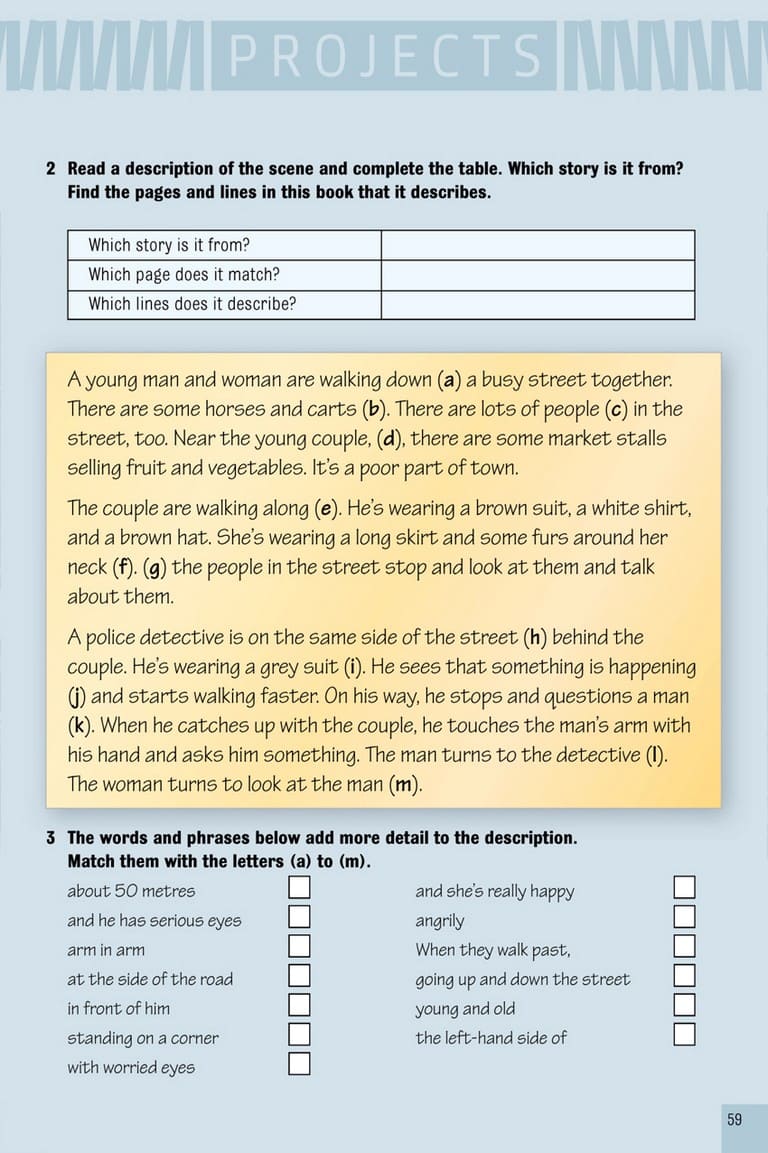 PROJECTS
2 Read a description of the scene and complete the table. Which story is it from?
Find the pages and lines in this book that it describes.
Which story is it from?
Which page does it match?
Which lines does it describe?
A young man and woman are walking down (a) a busy street together.
There are some horses and carts (b). There are lots of people (c) in the
street, too. Near the young couple, (d), there are some market stalls
selling fruit and vegetables. It's a poor part of town.
The couple are walking along (e). He's wearing a brown suit, a white shirt,
and a brown hat. She's wearing a long skirt and some furs around her
neck (f). (g) the people in the street stop and look at them and talk
about them.
A police detective is on the same side of the street (h) behind the
couple. He's wearing a grey suit (i). He sees that something is happening
(j) and starts walking faster. On his way, he stops and questions a man
(k). When he catches up with the couple, he touches the man's arm with
his hand and asks him something. The man turns to the detective (l).
The woman turns to look at the man (m).
3 The words and phrases below add more detail to the description.
Match them with the letters (a) to (m).
about 50 metres
and he has serious eyes
arm in arm
at the side of the road
in front of him
standing on a corner
with worried eyes
and she's really happy
angrily
When they walk past,
going up and down the street
young and old
the left-hand side of
59